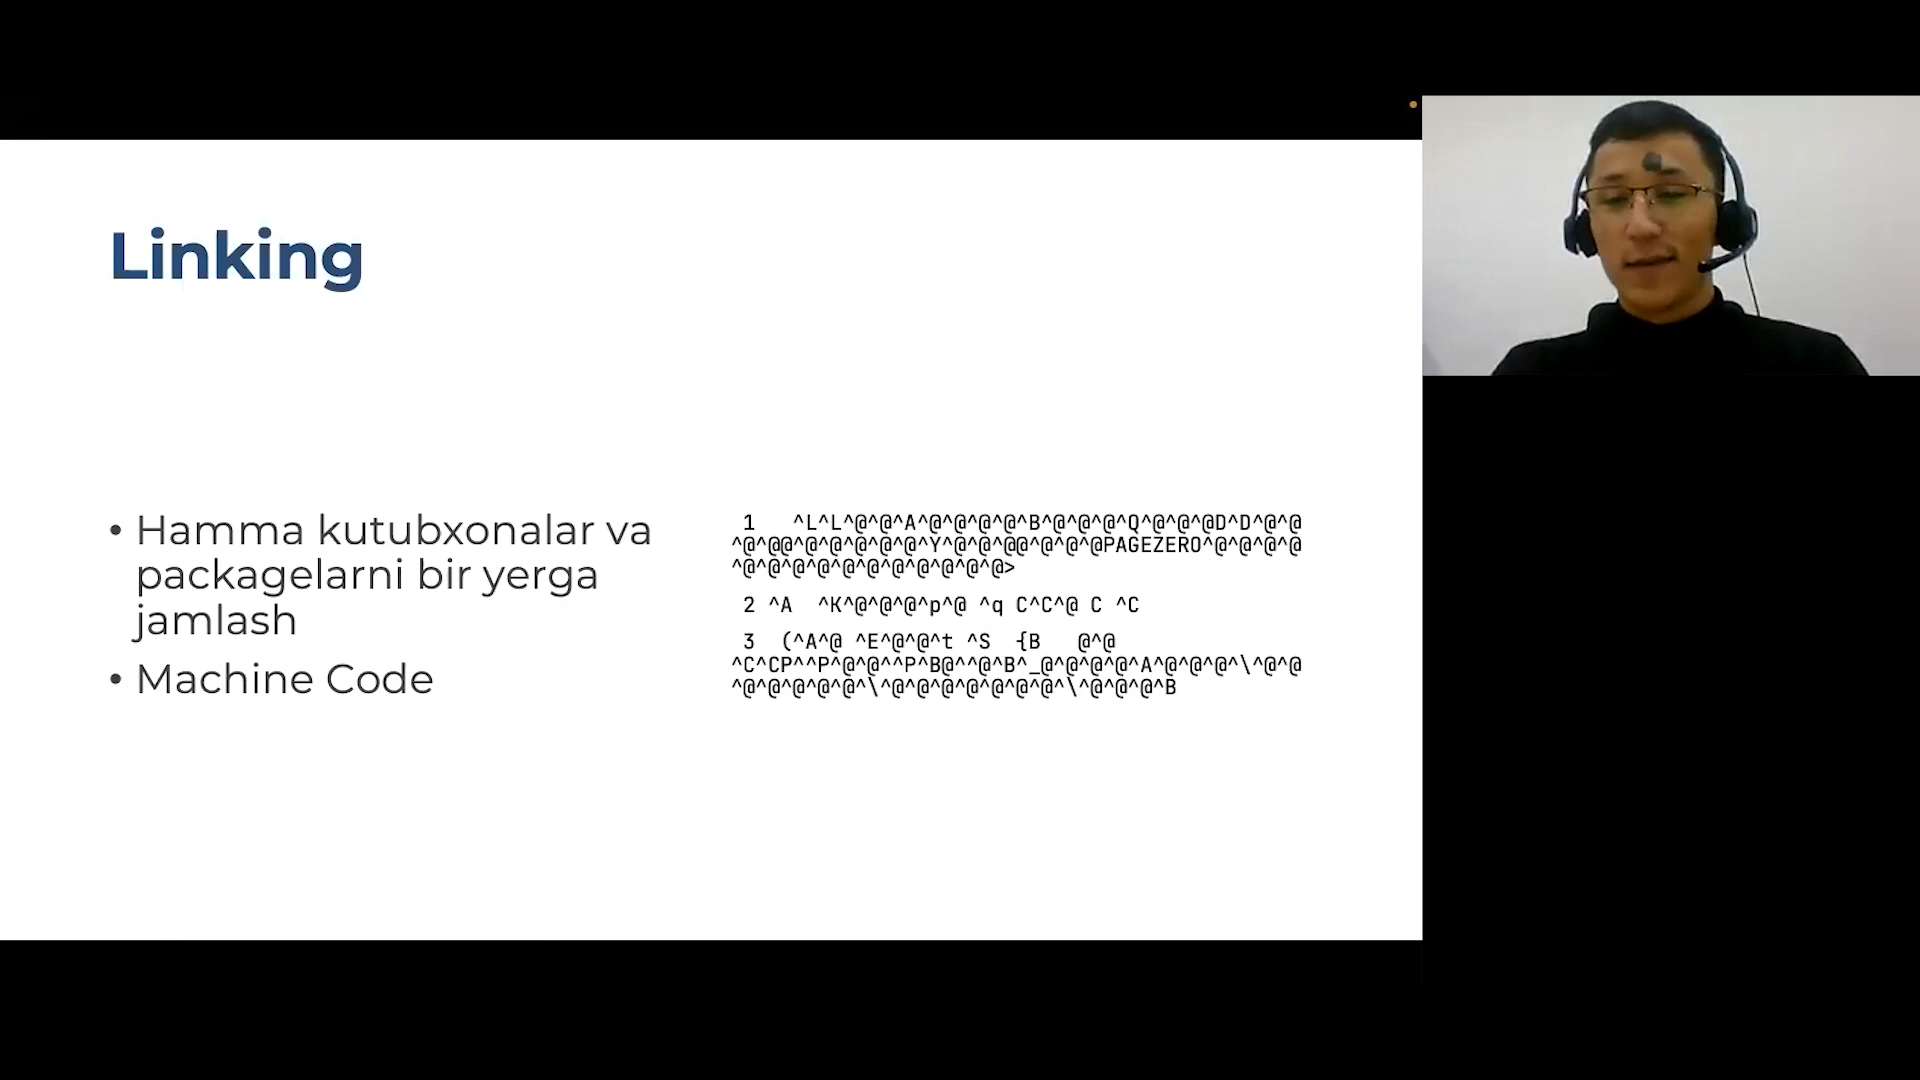 Linking
• Hamma kutubxonalar va
packagelarni bir yerga
jamlash
• Machine Code
1 ^L^L^@^@^A^@^@^@^@^B^@^@^@^Q^@^@^@D^D^@^@
^@^@@^@^@^@^@^@^Y^@^@^@@^@^@^@PAGEZERO^@^@^@^@
^@^@^@^@^@^@^@^@^@^@^@>
2 ^A ^K^@^@^@^p^@ ^q C^C^@ C ^C
3 (^A^@ ^E^@^@^t ^S {B @^@
^C^CP^^P^@^@^^P^B@^^@^B^_@^@^@^@^A^@^@^@^\^@^@
^@^@^@^@^@^\^@^@^@^@^@^@^@^\^@^@^@^B